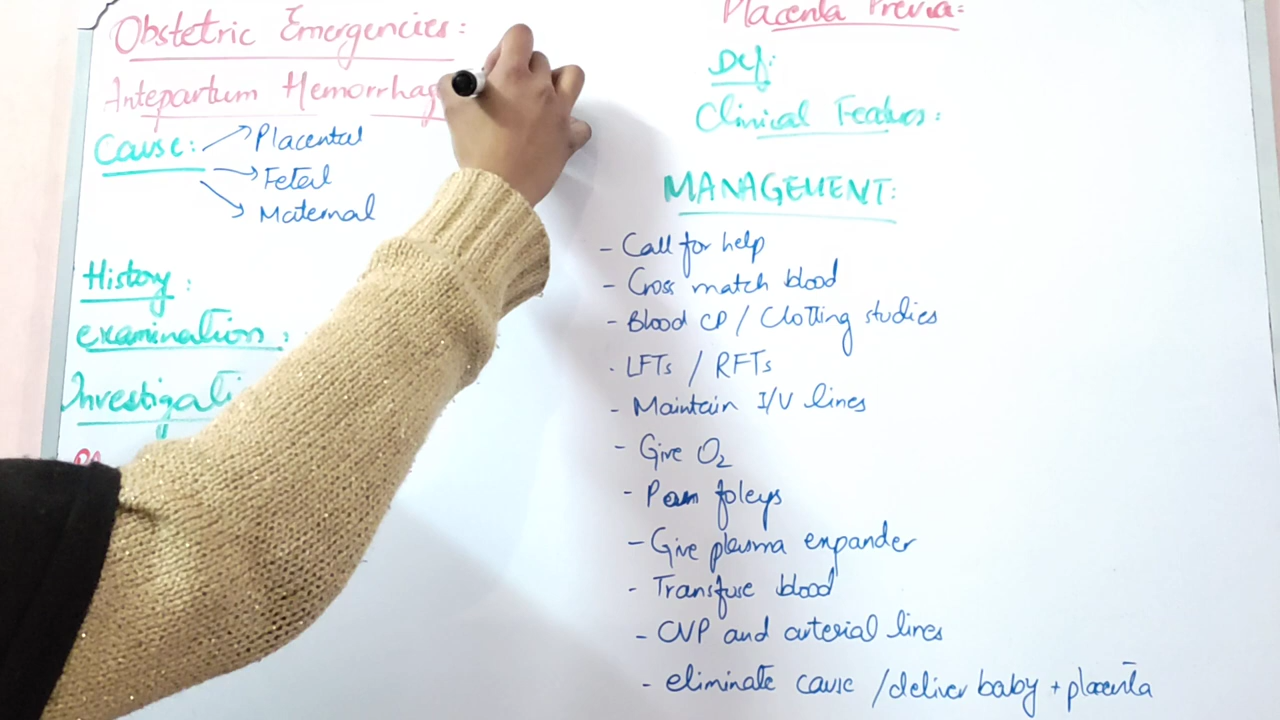 Obstetric Emergencies:
Antepartum Hemorrhag
Cause:
Placental
Fetal
Maternal
History:
examination:
Investigati
Placenta Previa:
Def:
Clinical Features:
MANAGEMENT:
- Call for help
- Cross match blood
- Blood CP / Clotting studies
- LFTs / RFTs
- Maintain I/V lines
- Give O2
- Pass foleys
- Give plasma expander
- Transfuse blood
- CVP and arterial lines
- eliminate cause / deliver baby + placenta